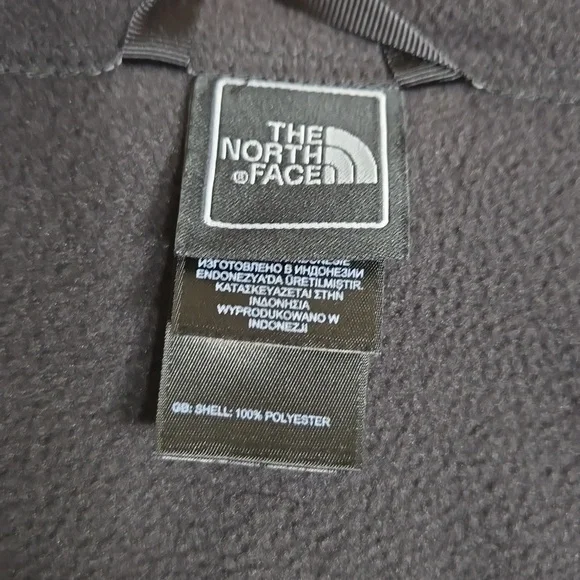 THE
NORTH
®FACE
ИЗГОТОВЛЕНО В ИНДОНЕЗИИ
ENDONEZYA'DA ÜRETILMIŞTIR.
ΚΑΤΑΣΚΕΥΑΖΕΤΑΙ ΣΤΗΝ
ΙΝΔΟΝΗΣΙΑ
WYPRODUKOWANO W
INDONEZJI
GB: SHELL: 100% POLYESTER